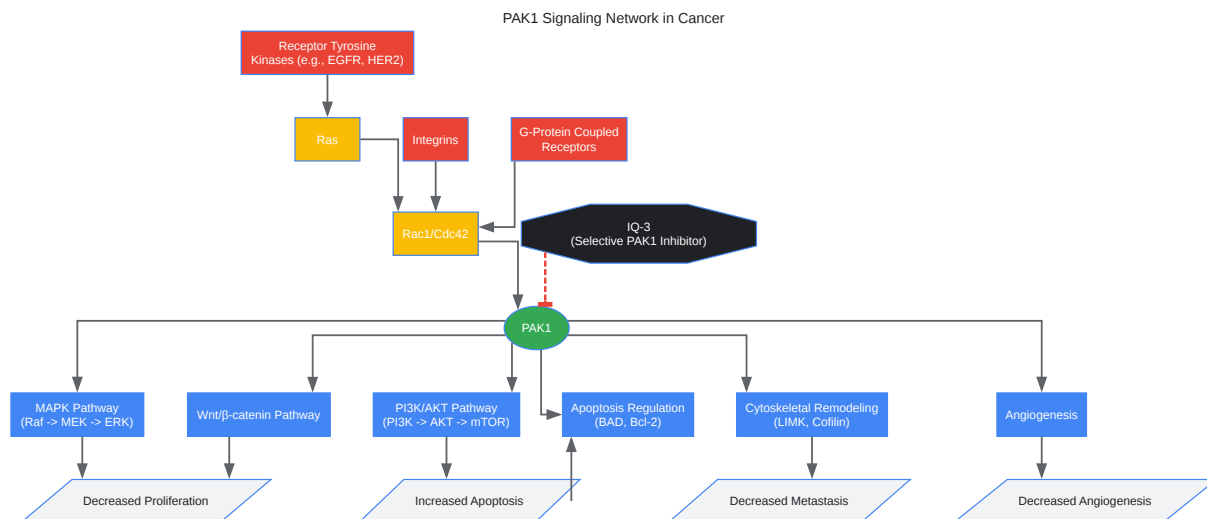 PAK1 Signaling Network in Cancer
Receptor Tyrosine
Kinases (e.g., EGFR, HER2)
Ras
Integrins
G-Protein Coupled
Receptors
Rac1/Cdc42
IQ-3
(Selective PAK1 Inhibitor)
PAK1
MAPK Pathway
(Raf -> MEK -> ERK)
Wnt/β-catenin Pathway
PI3K/AKT Pathway
(PI3K -> AKT -> mTOR)
Apoptosis Regulation
(BAD, Bcl-2)
Cytoskeletal Remodeling
(LIMK, Cofilin)
Angiogenesis
Decreased Proliferation
Increased Apoptosis
Decreased Metastasis
Decreased Angiogenesis